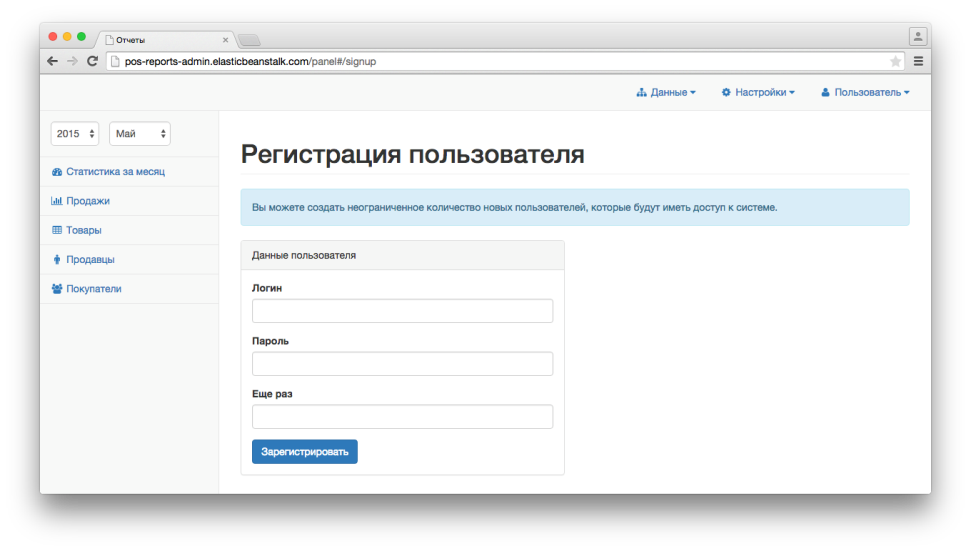 Отчеты
pos-reports-admin.elasticbeanstalk.com/panel#/signup
Данные Настройки Пользователь
2015 Май
Статистика за месяц
Продажи
Товары
Продавцы
Покупатели
Регистрация пользователя
Вы можете создать неограниченное количество новых пользователей, которые будут иметь доступ к системе.
Данные пользователя
Логин
Пароль
Еще раз
Зарегистрировать